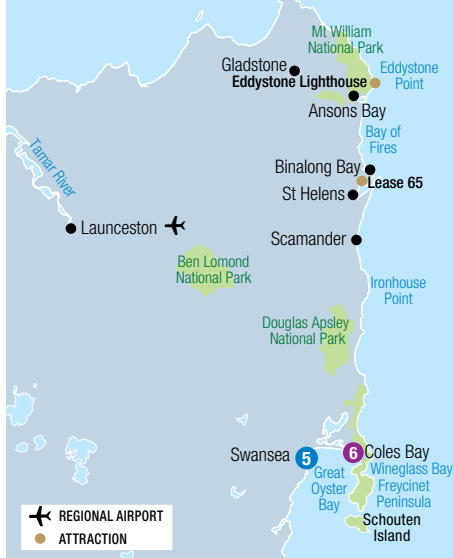 Mt William
National Park
Gladstone
Eddystone Lighthouse
Eddystone
Point
Ansons Bay
Bay of
Fires
Tamar River
Binalong Bay
Lease 65
St Helens
Launceston
Scamander
Ben Lomond
National Park
Ironhouse
Point
Douglas Apsley
National Park
Swansea
5
6
Coles Bay
Great
Oyster
Bay
Wineglass Bay
Freycinet
Peninsula
Schouten
Island
REGIONAL AIRPORT
ATTRACTION